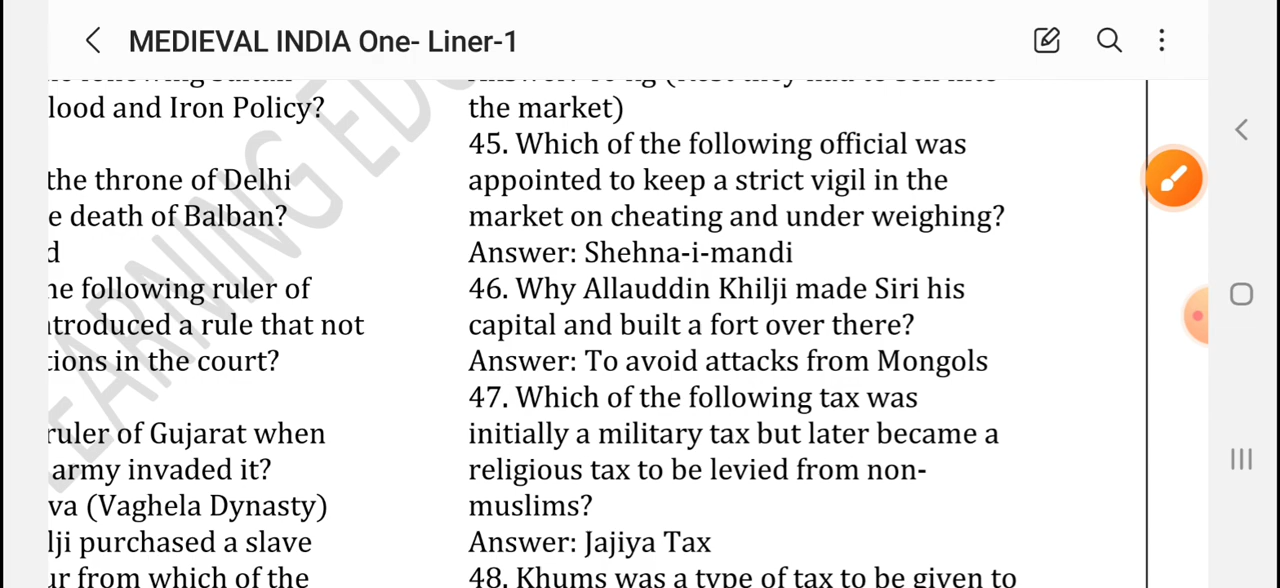 MEDIEVAL INDIA One- Liner-1
lood and Iron Policy?
the throne of Delhi
e death of Balban?
d
he following ruler of
troduced a rule that not
tions in the court?
ruler of Gujarat when
army invaded it?
va (Vaghela Dynasty)
lji purchased a slave
ur from which of the
the market)
45. Which of the following official was
appointed to keep a strict vigil in the
market on cheating and under weighing?
Answer: Shehna-i-mandi
46. Why Allauddin Khilji made Siri his
capital and built a fort over there?
Answer: To avoid attacks from Mongols
47. Which of the following tax was
initially a military tax but later became a
religious tax to be levied from non-
muslims?
Answer: Jajiya Tax
48. Khums was a type of tax to be given to
LEARNING